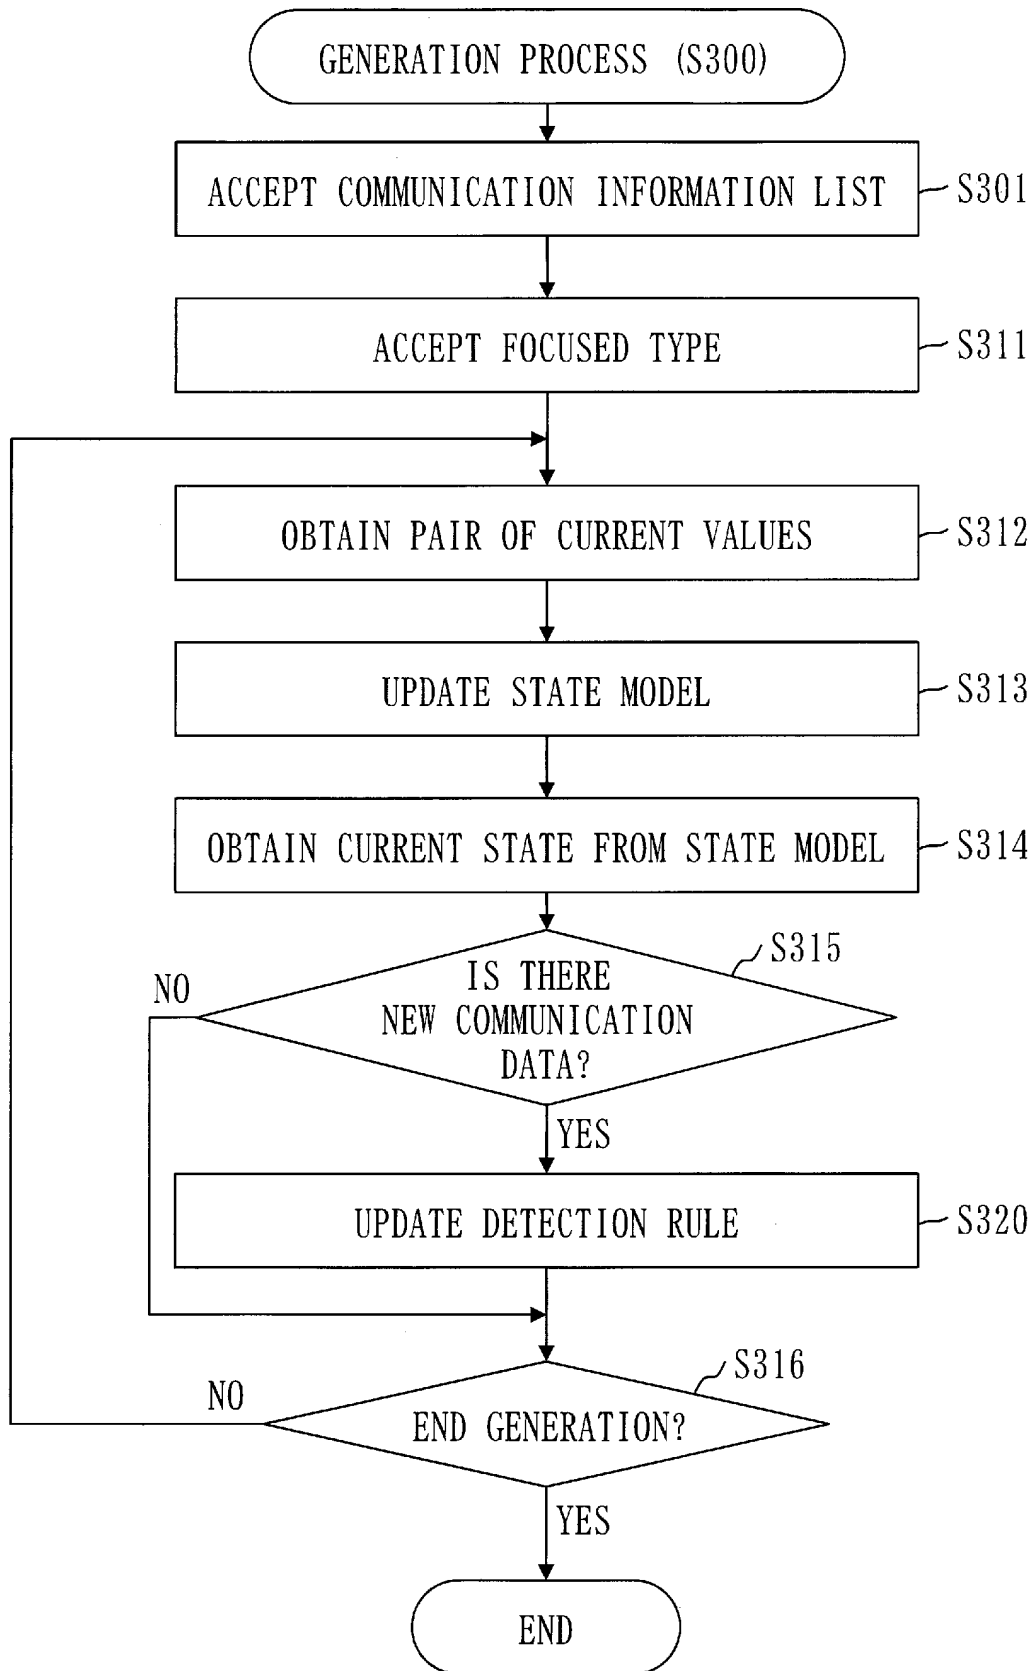 GENERATION PROCESS (S300)
ACCEPT COMMUNICATION INFORMATION LIST
S301
ACCEPT FOCUSED TYPE
S311
OBTAIN PAIR OF CURRENT VALUES
S312
UPDATE STATE MODEL
S313
OBTAIN CURRENT STATE FROM STATE MODEL
S314
S315
NO
IS THERE
NEW COMMUNICATION
DATA?
YES
UPDATE DETECTION RULE
S320
S316
NO
END GENERATION?
YES
END